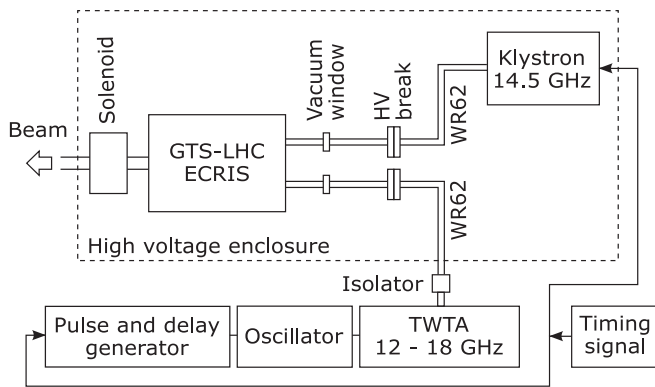 Klystron
14.5 GHz
Solenoid
Vacuum
window
HV
break
WR62
Beam
GTS-LHC
ECRIS
WR62
High voltage enclosure
Isolator
Pulse and delay
generator
Oscillator
TWTA
12 - 18 GHz
Timing
signal